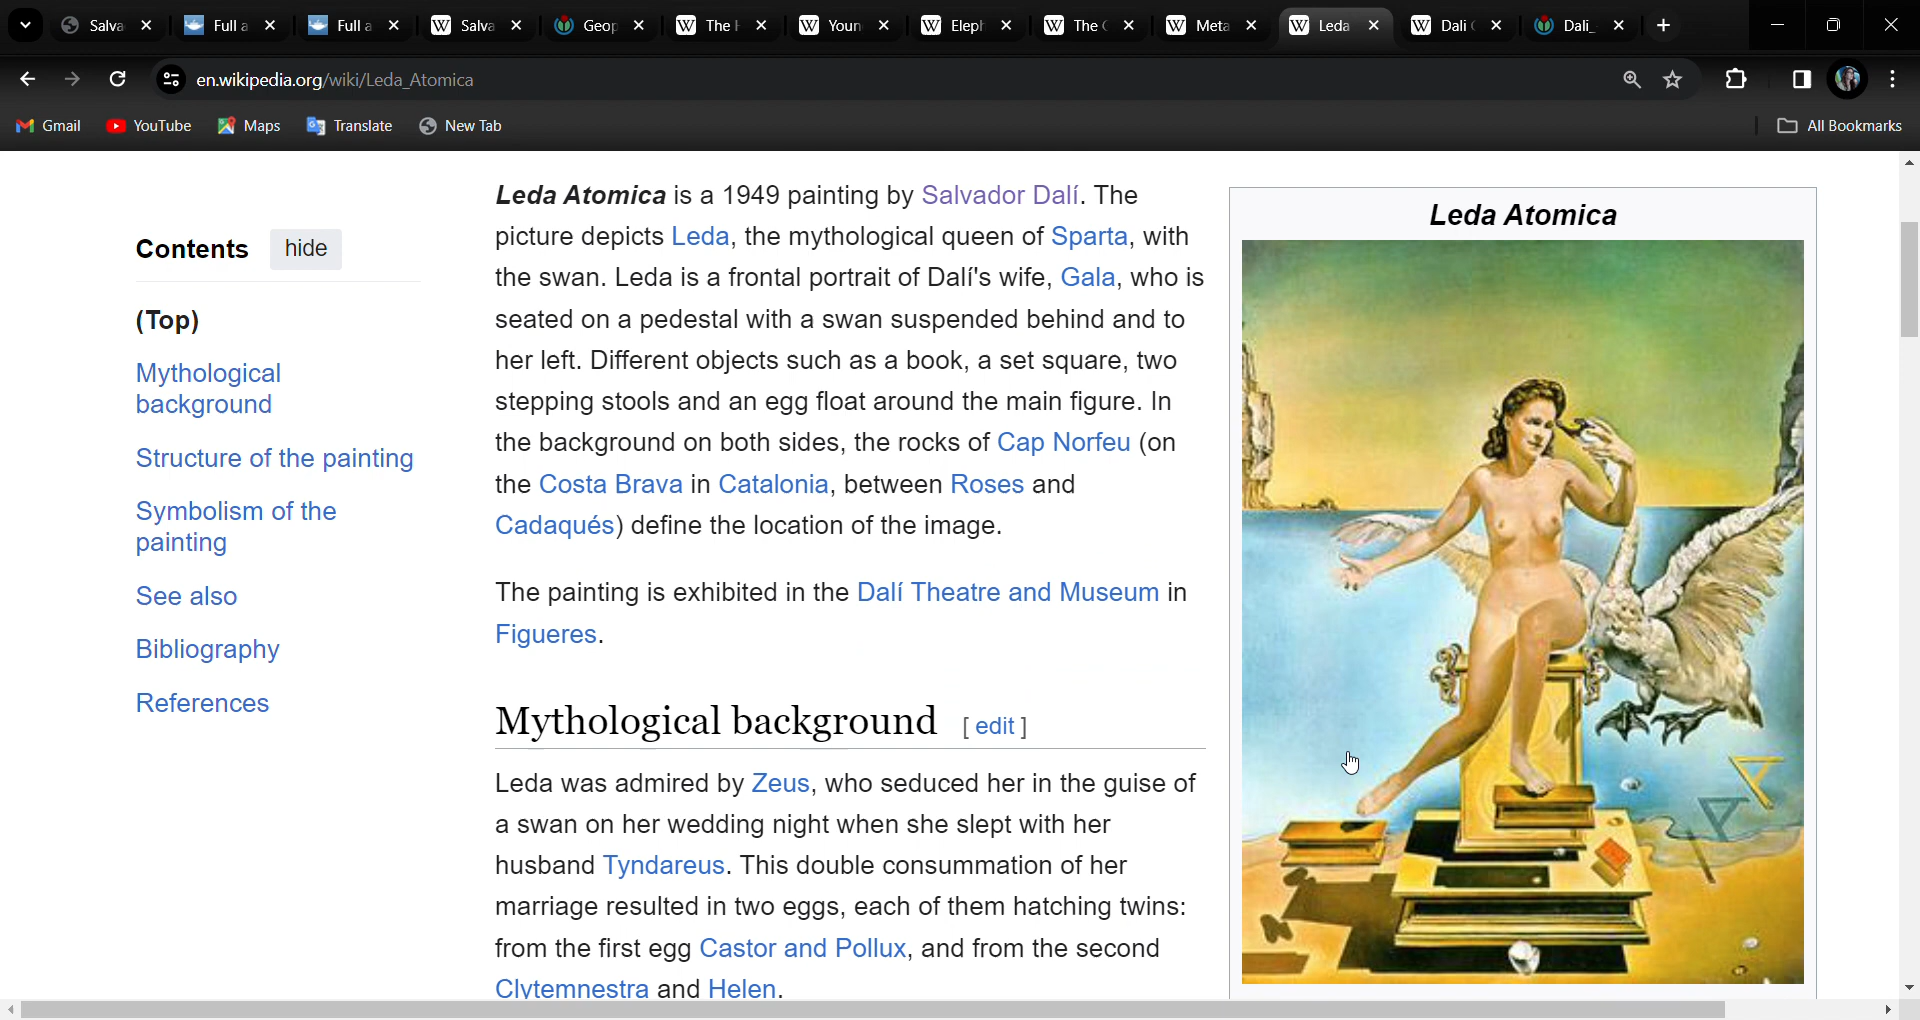 Salva
Full a
Full a
Salva
Geop
The H
Youn
Eleph
The G
Meta
Leda
Dali (
Dali_
en.wikipedia.org/wiki/Leda_Atomica
Gmail
YouTube
Maps
Translate
New Tab
All Bookmarks
Contents hide
(Top)
Mythological
background
Structure of the painting
Symbolism of the
painting
See also
Bibliography
References
Leda Atomica is a 1949 painting by Salvador Dalí. The
picture depicts Leda, the mythological queen of Sparta, with
the swan. Leda is a frontal portrait of Dalí's wife, Gala, who is
seated on a pedestal with a swan suspended behind and to
her left. Different objects such as a book, a set square, two
stepping stools and an egg float around the main figure. In
the background on both sides, the rocks of Cap Norfeu (on
the Costa Brava in Catalonia, between Roses and
Cadaqués) define the location of the image.
The painting is exhibited in the Dalí Theatre and Museum in
Figueres.
Mythological background [ edit ]
Leda was admired by Zeus, who seduced her in the guise of
a swan on her wedding night when she slept with her
husband Tyndareus. This double consummation of her
marriage resulted in two eggs, each of them hatching twins:
from the first egg Castor and Pollux, and from the second
Clytemnestra and Helen.
Leda Atomica